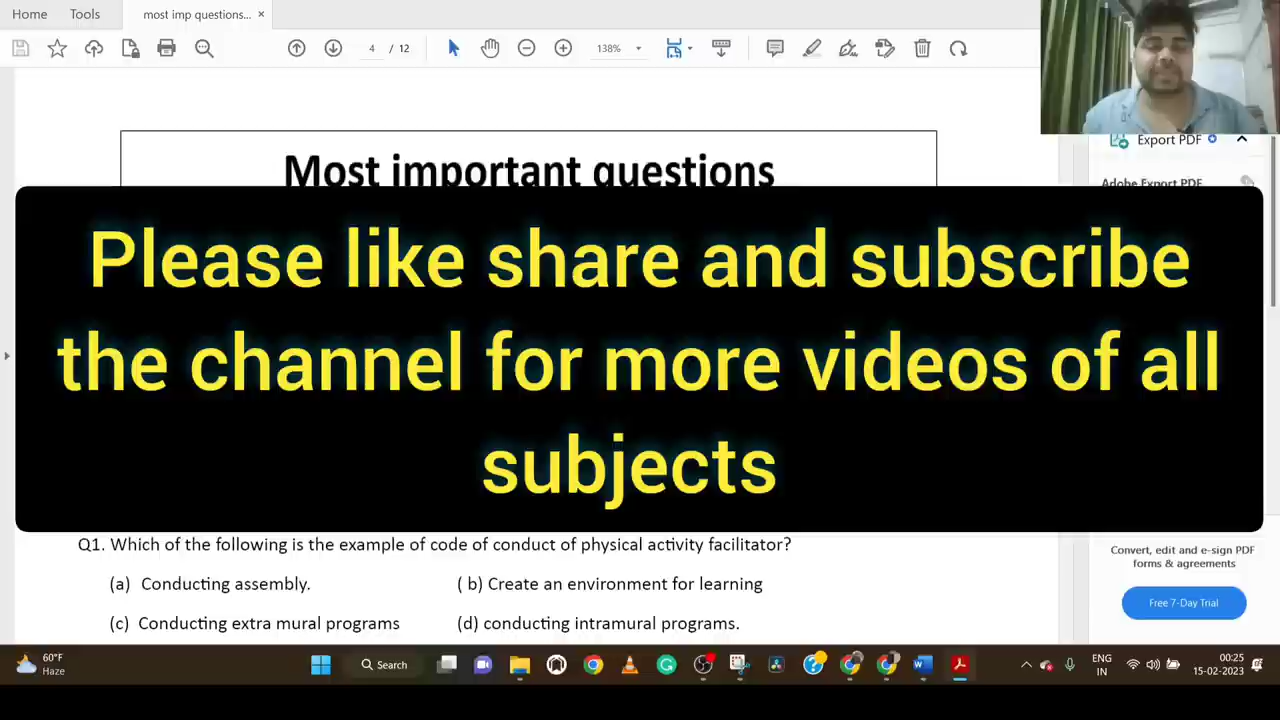 Home Tools most imp questions... ×
4 / 12 138%
Export PDF
Adobe Export PDF
Most important questions
Please like share and subscribe
the channel for more videos of all
subjects
Q1. Which of the following is the example of code of conduct of physical activity facilitator?
(a) Conducting assembly. ( b) Create an environment for learning
(c) Conducting extra mural programs (d) conducting intramural programs.
Convert, edit and e-sign PDF
forms & agreements
Free 7-Day Trial
60°F
Haze
Search
ENG
IN
00:25
15-02-2023